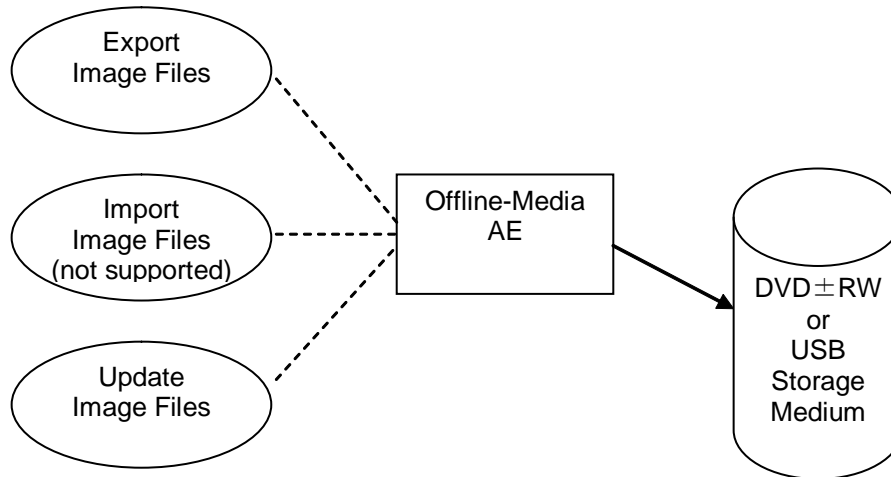 Export
Image Files
Import
Image Files
(not supported)
Update
Image Files
Offline-Media
AE
DVD±RW
or
USB
Storage
Medium